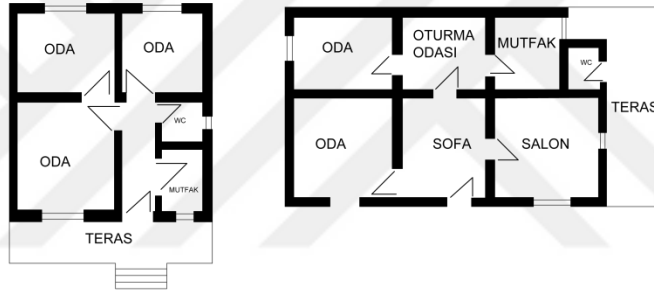 ODA
ODA
ODA
WC
MUTFAK
TERAS
ODA
OTURMA
ODASI
MUTFAK
WC
TERAS
ODA
SOFA
SALON